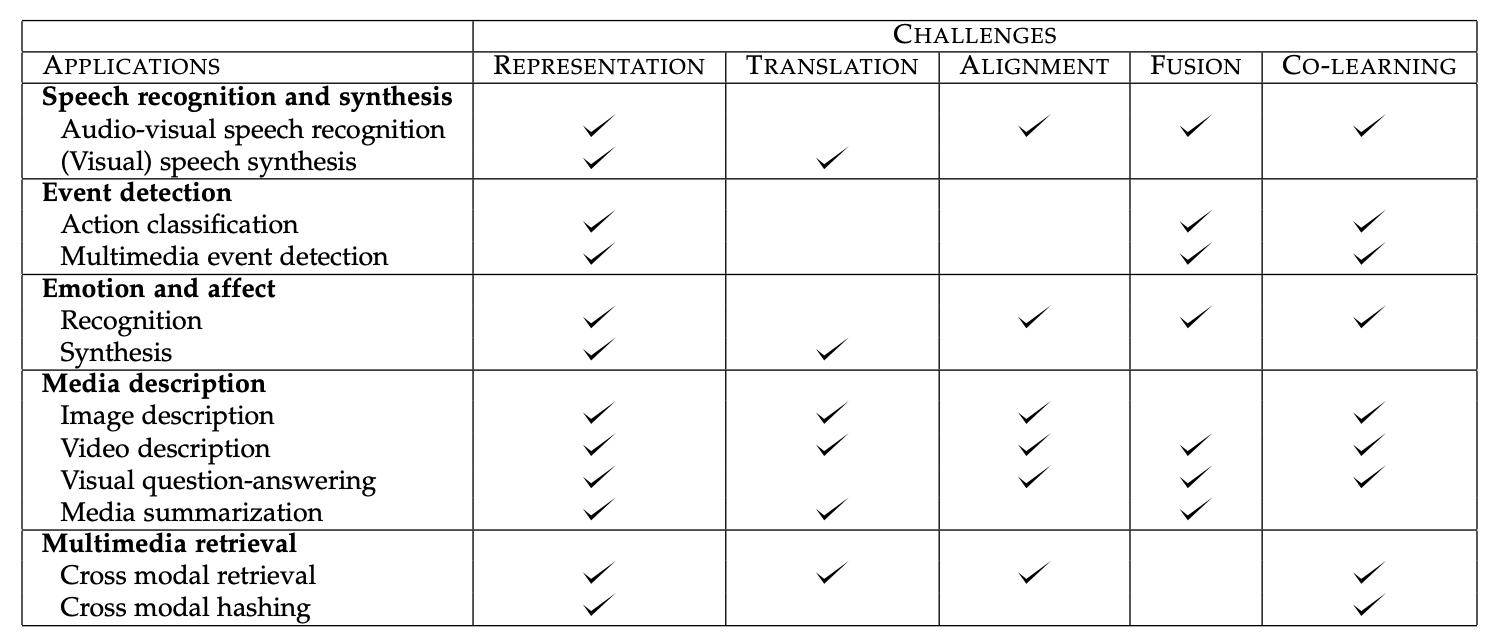 CHALLENGES
APPLICATIONS REPRESENTATION TRANSLATION ALIGNMENT FUSION CO-LEARNING
Speech recognition and synthesis
Audio-visual speech recognition ✓ ✓ ✓ ✓
(Visual) speech synthesis ✓ ✓
Event detection
Action classification ✓ ✓ ✓
Multimedia event detection ✓ ✓ ✓
Emotion and affect
Recognition ✓ ✓ ✓ ✓
Synthesis ✓ ✓
Media description
Image description ✓ ✓ ✓ ✓
Video description ✓ ✓ ✓ ✓ ✓
Visual question-answering ✓ ✓ ✓ ✓
Media summarization ✓ ✓ ✓
Multimedia retrieval
Cross modal retrieval ✓ ✓ ✓ ✓
Cross modal hashing ✓ ✓